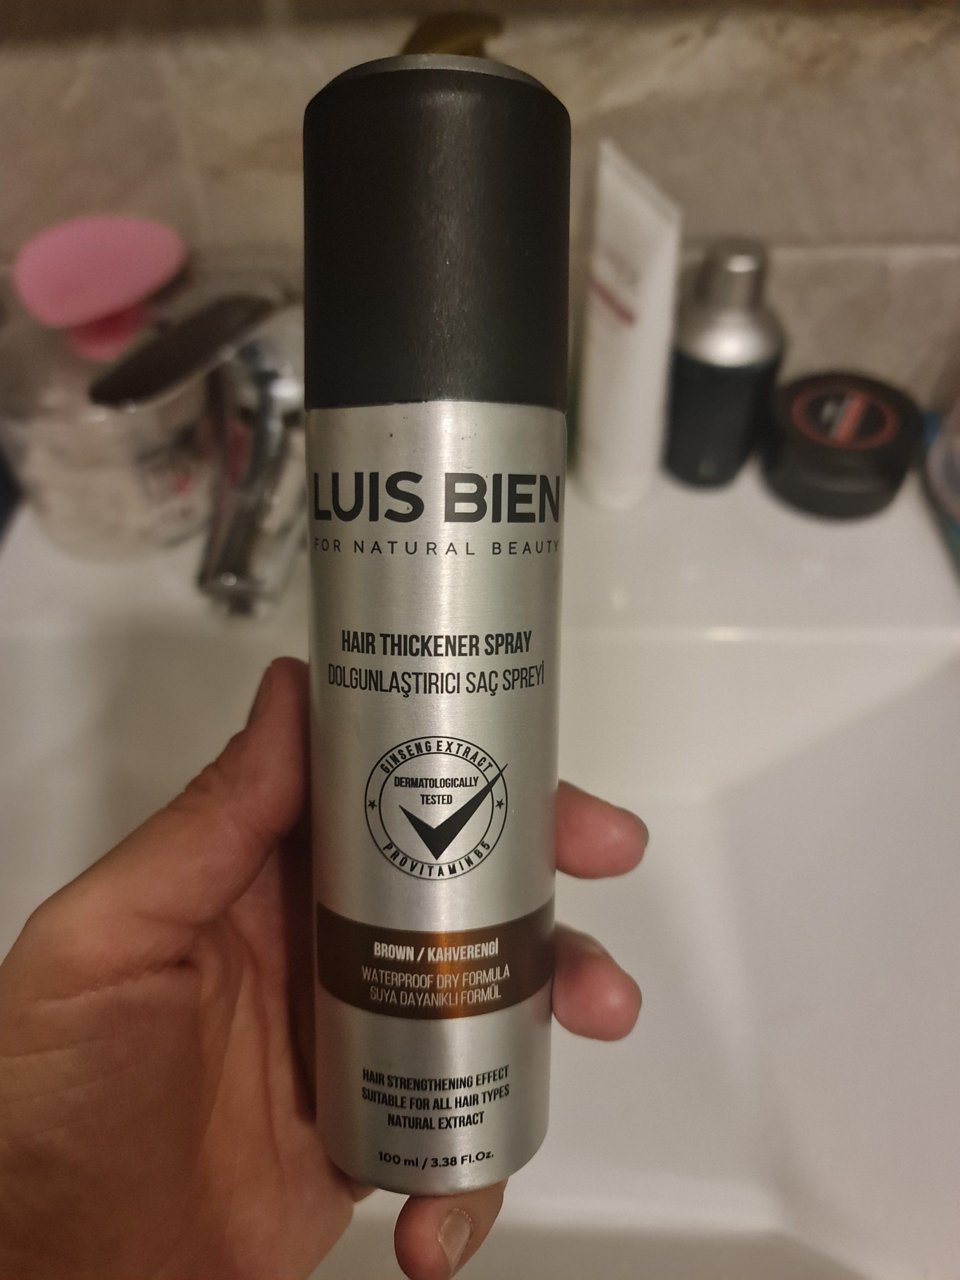 LUIS BIEN
FOR NATURAL BEAUTY
HAIR THICKENER SPRAY
DOLGUNLAŞTIRICI SAÇ SPREYİ
GINSENG EXTRACT
DERMATOLOGICALLY
TESTED
PROVITAMIN B5
BROWN / KAHVERENGİ
WATERPROOF DRY FORMULA
SUYA DAYANIKLI FORMÜL
HAIR STRENGTHENING EFFECT
SUITABLE FOR ALL HAIR TYPES
NATURAL EXTRACT
100 ml / 3.38 Fl.Oz.